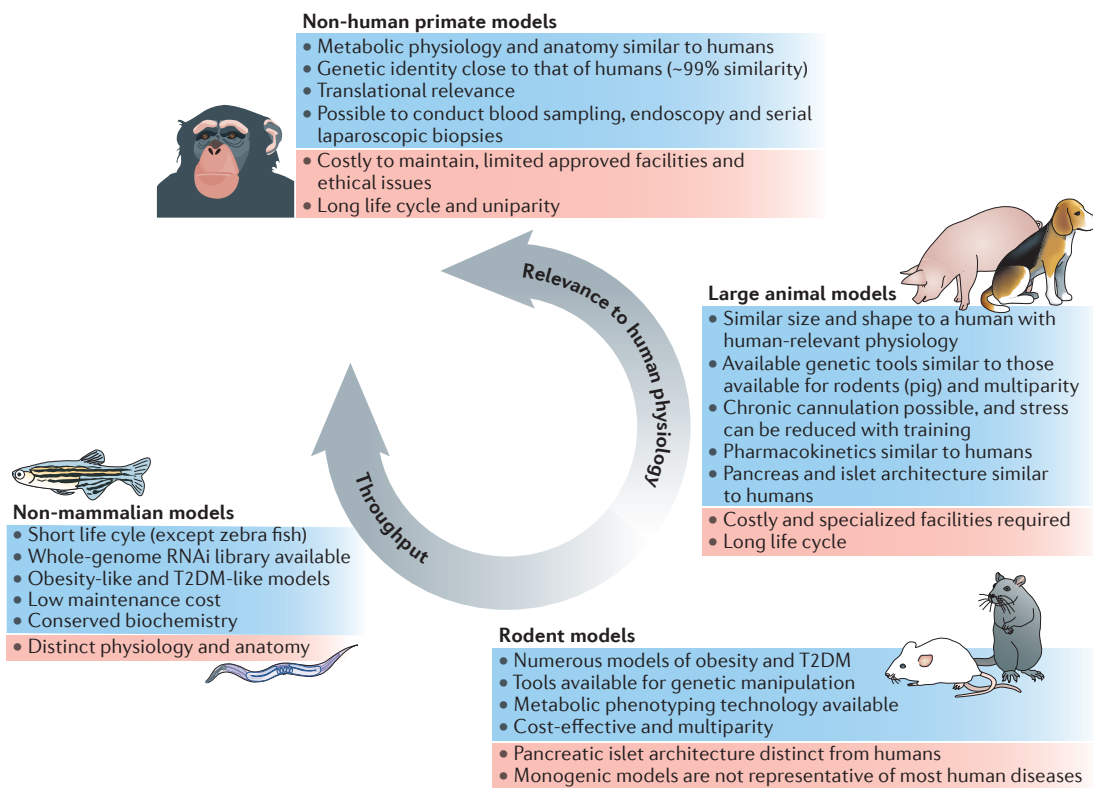 Non-human primate models
• Metabolic physiology and anatomy similar to humans
• Genetic identity close to that of humans (~99% similarity)
• Translational relevance
• Possible to conduct blood sampling, endoscopy and serial
laparoscopic biopsies
• Costly to maintain, limited approved facilities and
ethical issues
• Long life cycle and uniparity
Relevance to human physiology
Throughput
Large animal models
• Similar size and shape to a human with
human-relevant physiology
• Available genetic tools similar to those
available for rodents (pig) and multiparity
• Chronic cannulation possible, and stress
can be reduced with training
• Pharmacokinetics similar to humans
• Pancreas and islet architecture similar
to humans
• Costly and specialized facilities required
• Long life cycle
Non-mammalian models
• Short life cyle (except zebra fish)
• Whole-genome RNAi library available
• Obesity-like and T2DM-like models
• Low maintenance cost
• Conserved biochemistry
• Distinct physiology and anatomy
Rodent models
• Numerous models of obesity and T2DM
• Tools available for genetic manipulation
• Metabolic phenotyping technology available
• Cost-effective and multiparity
• Pancreatic islet architecture distinct from humans
• Monogenic models are not representative of most human diseases